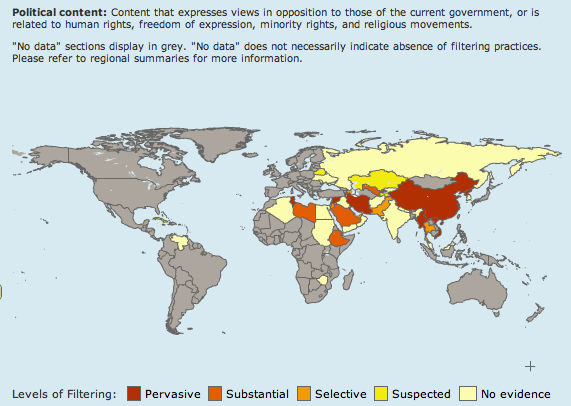 Political content: Content that expresses views in opposition to those of the current government, or is
related to human rights, freedom of expression, minority rights, and religious movements.
"No data" sections display in grey. "No data" does not necessarily indicate absence of filtering practices.
Please refer to regional summaries for more information.
Levels of Filtering: Pervasive Substantial Selective Suspected No evidence